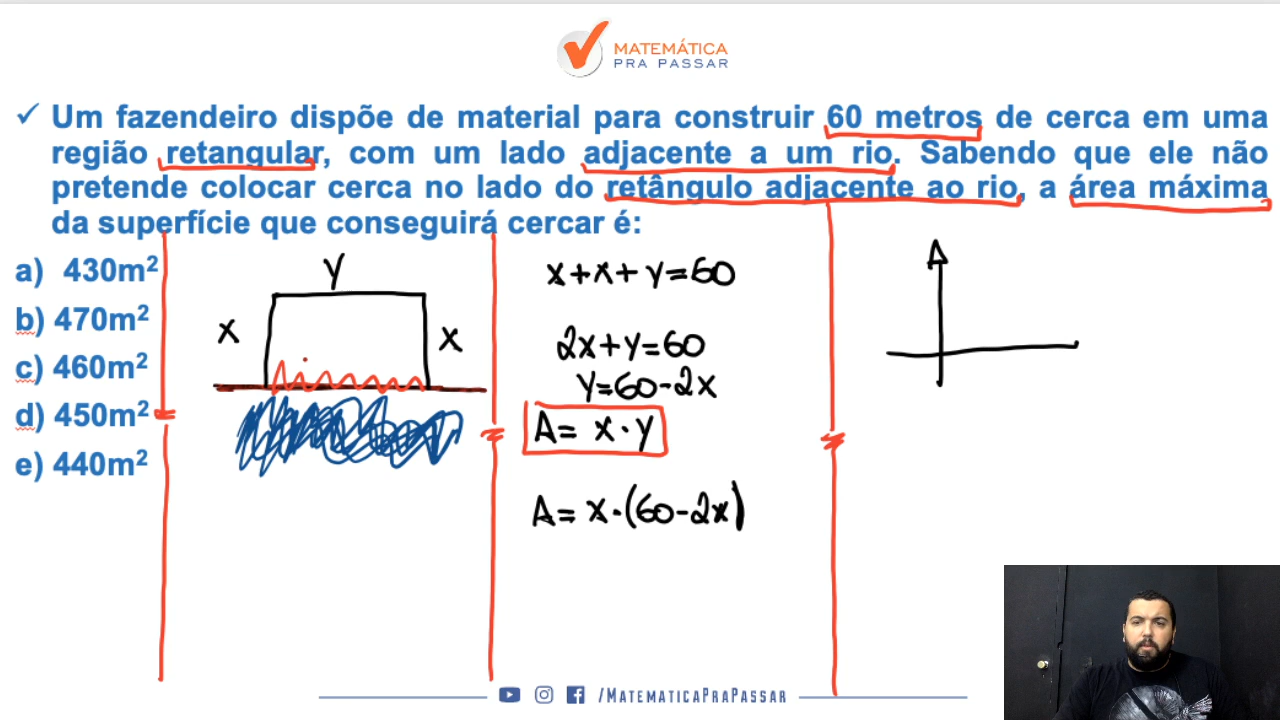 MATEMÁTICA
PRA PASSAR
✓ Um fazendeiro dispõe de material para construir 60 metros de cerca em uma
região retangular, com um lado adjacente a um rio. Sabendo que ele não
pretende colocar cerca no lado do retângulo adjacente ao rio, a área máxima
da superfície que conseguirá cercar é:
a) 430m²
b) 470m²
c) 460m²
d) 450m²
e) 440m²
y
x
x
x+x+y=60
2x+y=60
y=60-2x
A= x·y
A= x·(60-2x)
/MATEMATICAPRAPASSAR